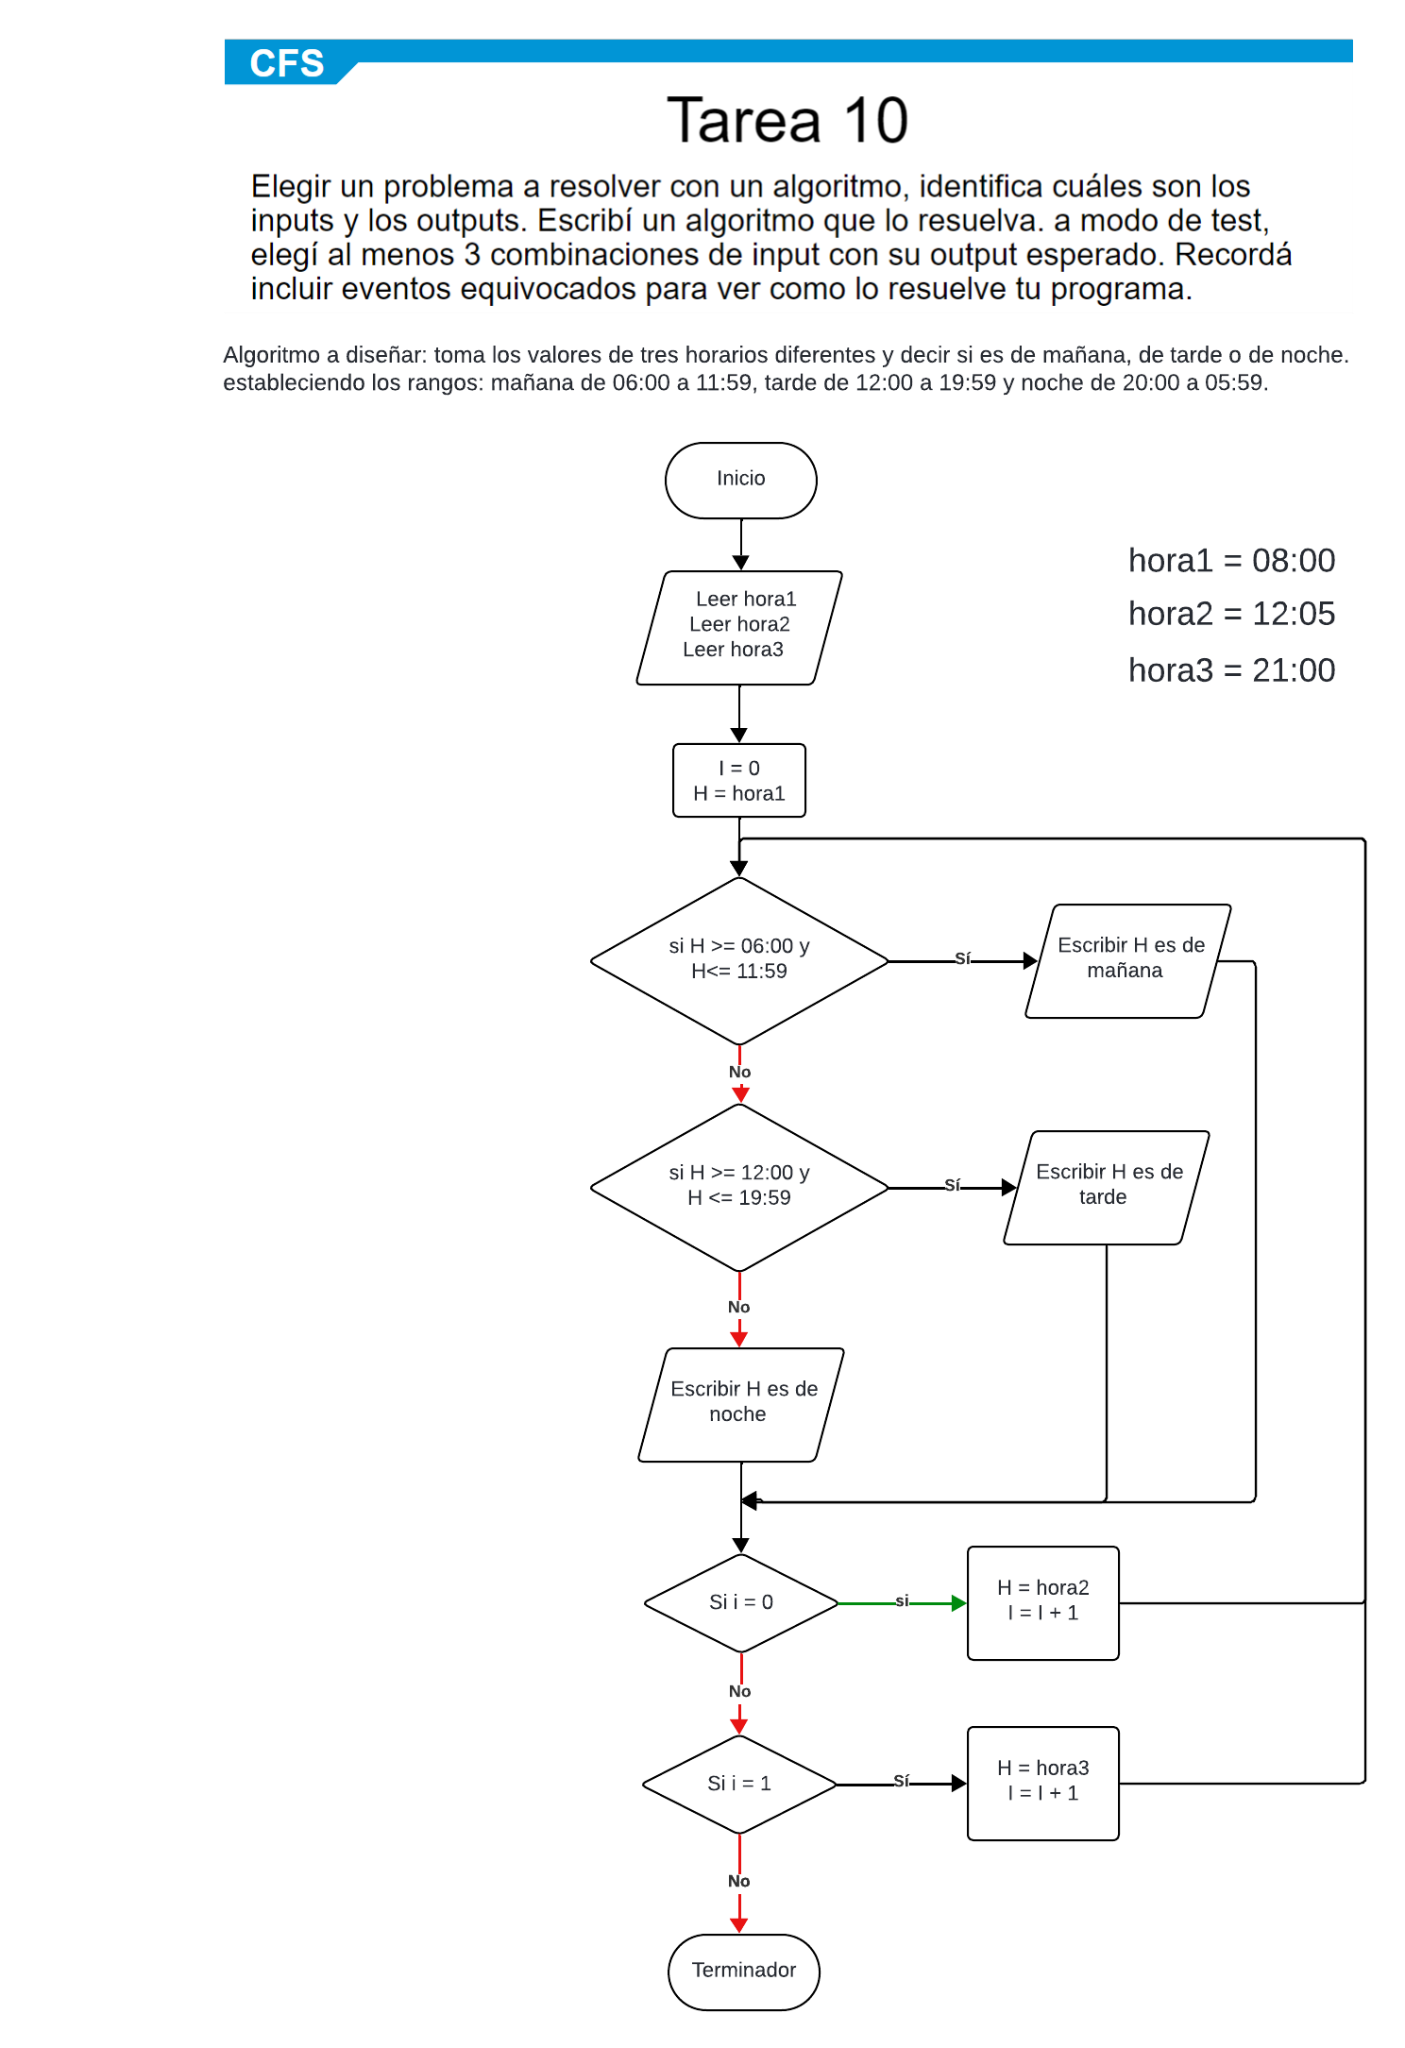 CFS
Tarea 10
Elegir un problema a resolver con un algoritmo, identifica cuáles son los
inputs y los outputs. Escribí un algoritmo que lo resuelva. a modo de test,
elegí al menos 3 combinaciones de input con su output esperado. Recordá
incluir eventos equivocados para ver como lo resuelve tu programa.
Algoritmo a diseñar: toma los valores de tres horarios diferentes y decir si es de mañana, de tarde o de noche.
estableciendo los rangos: mañana de 06:00 a 11:59, tarde de 12:00 a 19:59 y noche de 20:00 a 05:59.
Inicio
hora1 = 08:00
hora2 = 12:05
hora3 = 21:00
Leer hora1
Leer hora2
Leer hora3
I = 0
H = hora1
si H >= 06:00 y
H<= 11:59
Sí
Escribir H es de
mañana
No
si H >= 12:00 y
H <= 19:59
Sí
Escribir H es de
tarde
No
Escribir H es de
noche
Si i = 0
si
H = hora2
I = I + 1
No
Si i = 1
Sí
H = hora3
I = I + 1
No
Terminador